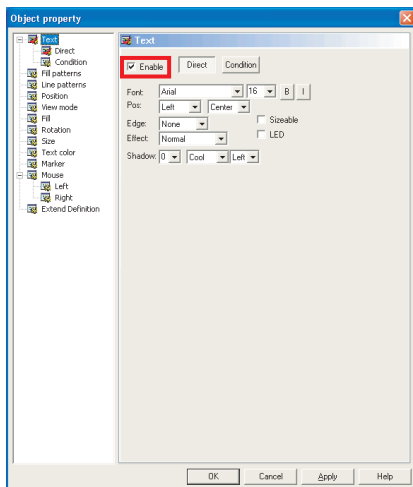 Object property
Text
Direct
Condition
Fill patterns
Line patterns
Position
View mode
Fill
Rotation
Size
Text color
Marker
Mouse
Left
Right
Extend Definition
Text
Enable Direct Condition
Font: Arial 16 B I
Pos: Left Center
Edge: None Sizeable
Effect: Normal LED
Shadow: 0 Cool Left
OK Cancel Apply Help